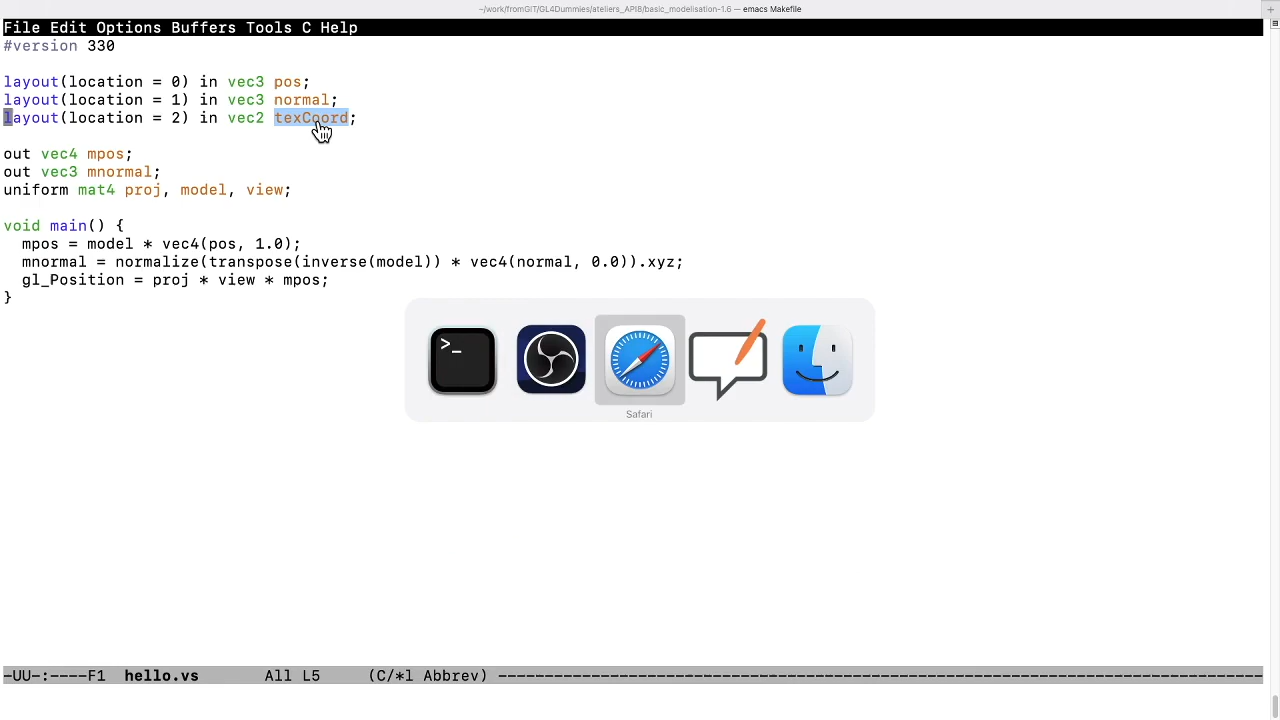 ~/work/fromGIT/GL4Dummies/ateliers_API8/basic_modelisation-1.6 — emacs Makefile
File Edit Options Buffers Tools C Help
#version 330
layout(location = 0) in vec3 pos;
layout(location = 1) in vec3 normal;
layout(location = 2) in vec2 texCoord;
out vec4 mpos;
out vec3 mnormal;
uniform mat4 proj, model, view;
void main() {
  mpos = model * vec4(pos, 1.0);
  mnormal = normalize(transpose(inverse(model)) * vec4(normal, 0.0)).xyz;
  gl_Position = proj * view * mpos;
}
>_
Safari
-UU-:----F1  hello.vs       All L5     (C/*l Abbrev) ----------------------------------------------------------------------------------